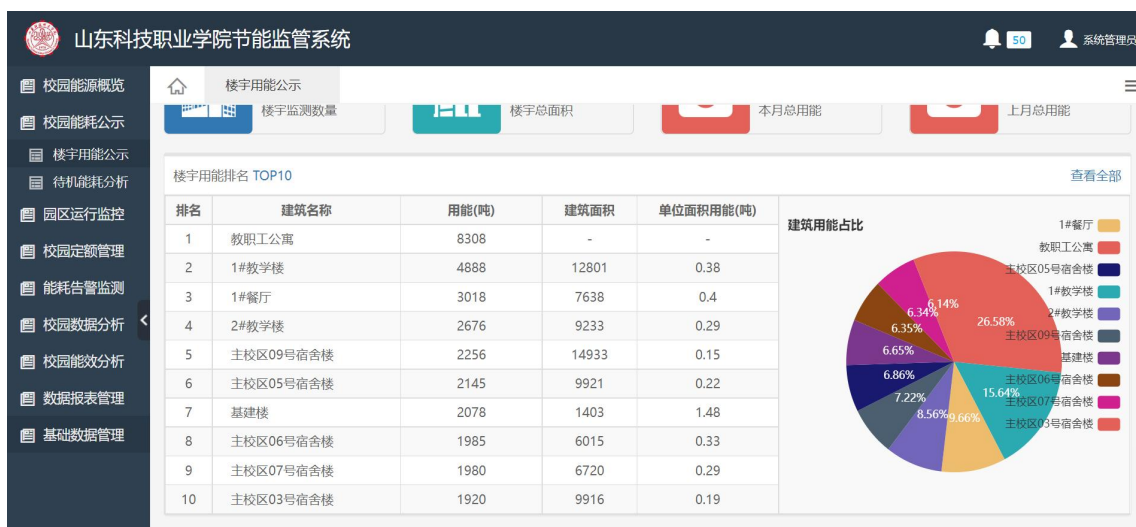 山东科技职业学院节能监管系统
50
系统管理员
校园能源概览
校园能耗公示
楼宇用能公示
待机能耗分析
园区运行监控
校园定额管理
能耗告警监测
校园数据分析
校园能效分析
数据报表管理
基础数据管理
楼宇用能公示
楼宇监测数量
楼宇总面积
本月总用能
上月总用能
楼宇用能排名 TOP10
查看全部
排名 建筑名称 用能(吨) 建筑面积 单位面积用能(吨)
1 教职工公寓 8308 - -
2 1#教学楼 4888 12801 0.38
3 1#餐厅 3018 7638 0.4
4 2#教学楼 2676 9233 0.29
5 主校区09号宿舍楼 2256 14933 0.15
6 主校区05号宿舍楼 2145 9921 0.22
7 基建楼 2078 1403 1.48
8 主校区06号宿舍楼 1985 6015 0.33
9 主校区07号宿舍楼 1980 6720 0.29
10 主校区03号宿舍楼 1920 9916 0.19
建筑用能占比
1#餐厅
教职工公寓
主校区05号宿舍楼
1#教学楼
2#教学楼
主校区09号宿舍楼
基建楼
主校区06号宿舍楼
主校区07号宿舍楼
主校区03号宿舍楼
6.14%
6.34%
26.58%
6.35%
6.65%
6.86%
15.64%
7.22%
8.56%
9.66%